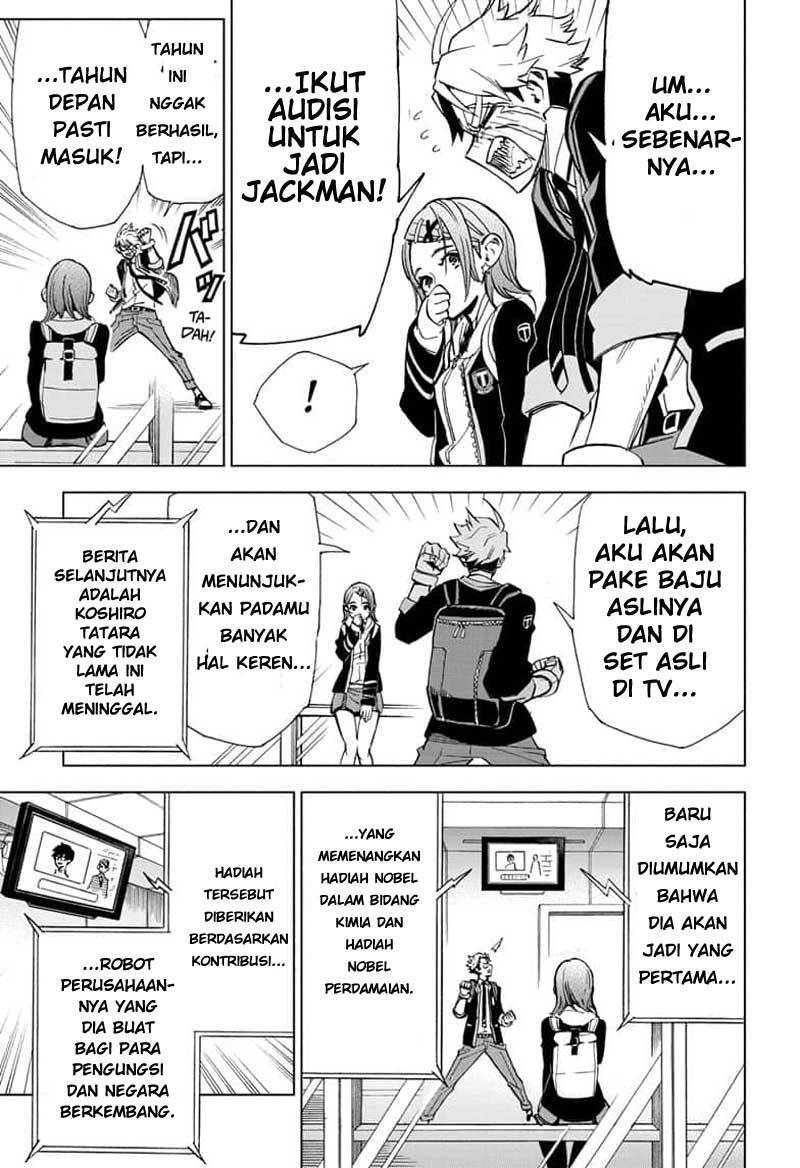 UM...
AKU...
SEBENAR-
NYA...
...IKUT
AUDISI
UNTUK
JADI
JACKMAN!
!
TAHUN
INI
NGGAK
BERHASIL,
TAPI...
...TAHUN
DEPAN
PASTI
MASUK!
バッ
TA-
DAH!
LALU,
AKU AKAN
PAKE BAJU
ASLINYA
DAN DI
SET ASLI
DI TV...
...DAN
AKAN
MENUNJUK-
KAN PADAMU
BANYAK
HAL KEREN...
BERITA
SELANJUTNYA
ADALAH
KOSHIRO
TATARA
YANG TIDAK
LAMA INI
TELAH
MENINGGAL.
BARU
SAJA
DIUMUMKAN
BAHWA
DIA AKAN
JADI YANG
PERTAMA...
...YANG
MEMENANGKAN
HADIAH NOBEL
DALAM BIDANG
KIMIA DAN
HADIAH
NOBEL
PERDAMAIAN.
HADIAH
TERSEBUT
DIBERIKAN
BERDASARKAN
KONTRIBUSI...
...ROBOT
PERUSAHAAN-
NYA YANG
DIA BUAT
BAGI PARA
PENGUNGSI
DAN NEGARA
BERKEMBANG.